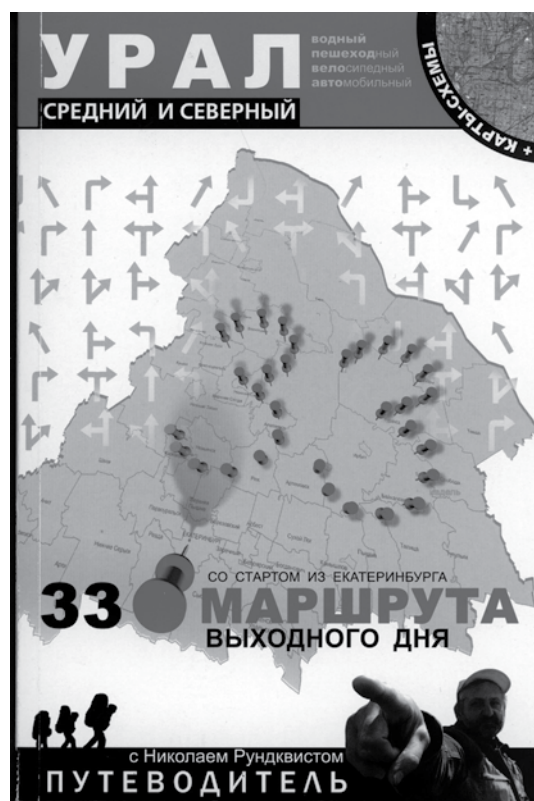 УРАЛ
водный
пешеходный
велосипедный
автомобильный
+ КАРТЫ-СХЕМЫ
СРЕДНИЙ И СЕВЕРНЫЙ
СО СТАРТОМ ИЗ ЕКАТЕРИНБУРГА
33 МАРШРУТА
ВЫХОДНОГО ДНЯ
с Николаем Рундквистом
ПУТЕВОДИТЕЛЬ